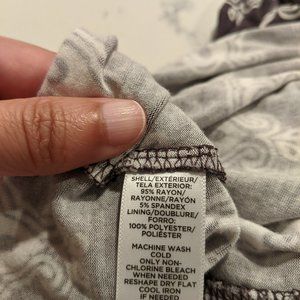 SHELL/EXTÉRIEUR/
TELA EXTERIOR:
95% RAYON/
RAYONNE/RAYÓN
5% SPANDEX
LINING/DOUBLURE/
FORRO:
100% POLYESTER/
POLIÉSTER
MACHINE WASH
COLD
ONLY NON-
CHLORINE BLEACH
WHEN NEEDED
RESHAPE DRY FLAT
COOL IRON
IF NEEDED